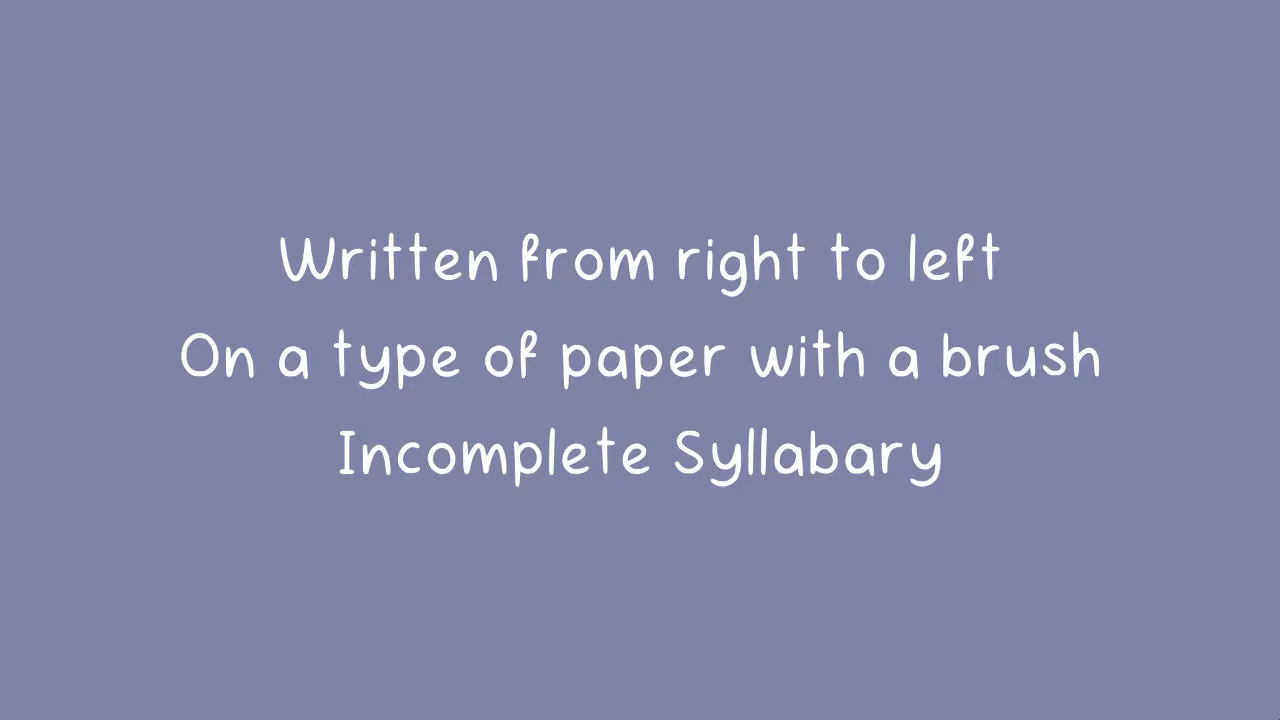 Written from right to left
On a type of paper with a brush
Incomplete Syllabary